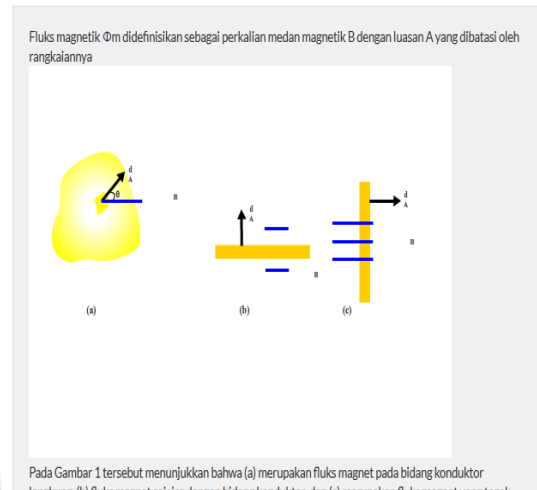 Fluks magnetik Φm didefinisikan sebagai perkalian medan magnetik B dengan luasan A yang dibatasi oleh
rangkaiannya
d
A
θ
B
d
A
B
d
A
B
(a)
(b)
(c)
Pada Gambar 1 tersebut menunjukkan bahwa (a) merupakan fluks magnet pada bidang konduktor